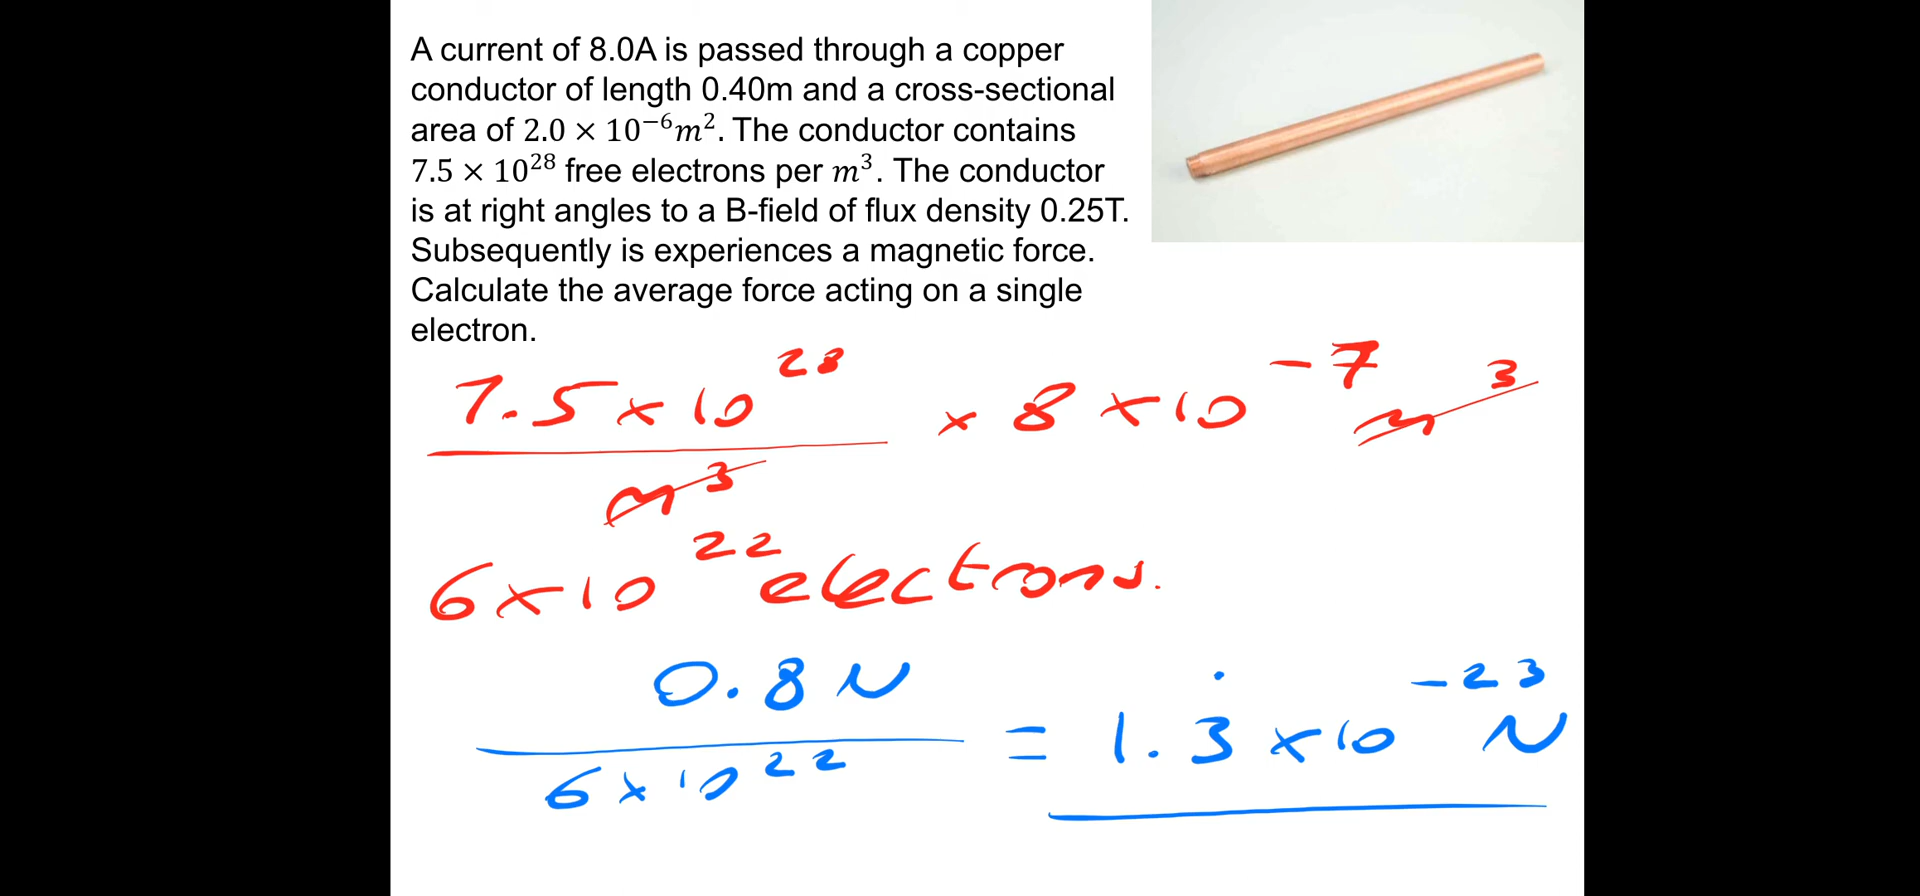 A current of 8.0A is passed through a copper
conductor of length 0.40m and a cross-sectional
area of 2.0 × 10⁻⁶m². The conductor contains
7.5 × 10²⁸ free electrons per m³. The conductor
is at right angles to a B-field of flux density 0.25T.
Subsequently is experiences a magnetic force.
Calculate the average force acting on a single
electron.
7.5 × 10²⁸ / m³ × 8 × 10⁻⁷ m³
6 × 10²² electrons.
0.8 N / 6 × 10²² = 1.3̇ × 10⁻²³ N